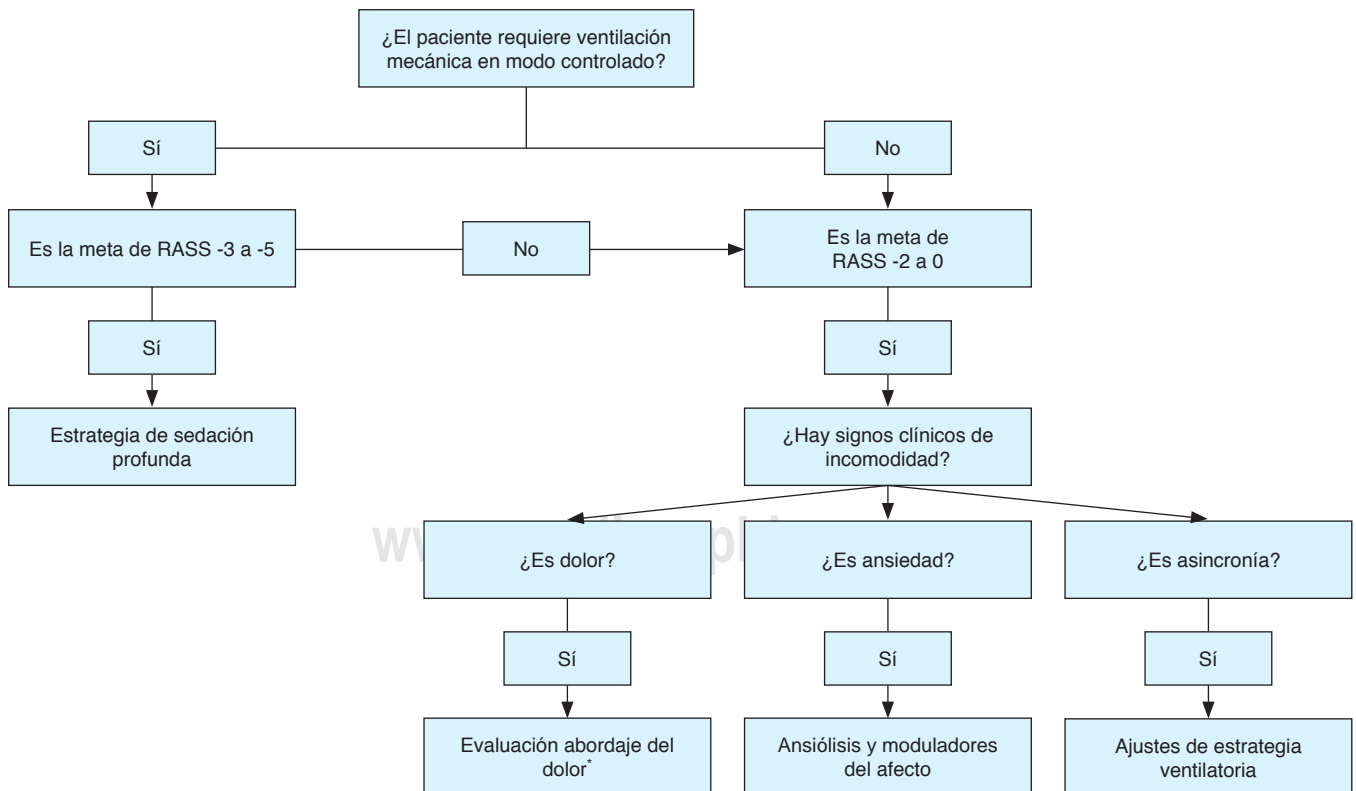 ¿El paciente requiere ventilación
mecánica en modo controlado?
Sí
No
Es la meta de RASS -3 a -5
No
Es la meta de
RASS -2 a 0
Sí
Sí
Estrategia de sedación
profunda
¿Hay signos clínicos de
incomodidad?
¿Es dolor?
¿Es ansiedad?
¿Es asincronía?
Sí
Sí
Sí
Evaluación abordaje del
dolor*
Ansiólisis y moduladores
del afecto
Ajustes de estrategia
ventilatoria